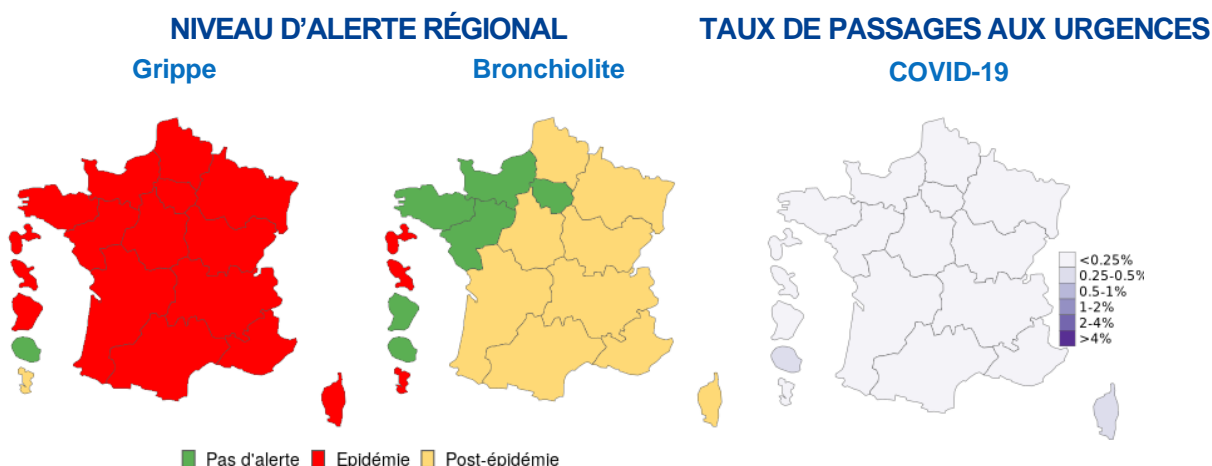 NIVEAU D’ALERTE RÉGIONAL
TAUX DE PASSAGES AUX URGENCES
Grippe
Bronchiolite
COVID-19
<0.25%
0.25-0.5%
0.5-1%
1-2%
2-4%
>4%
Pas d'alerte
Epidémie
Post-épidémie